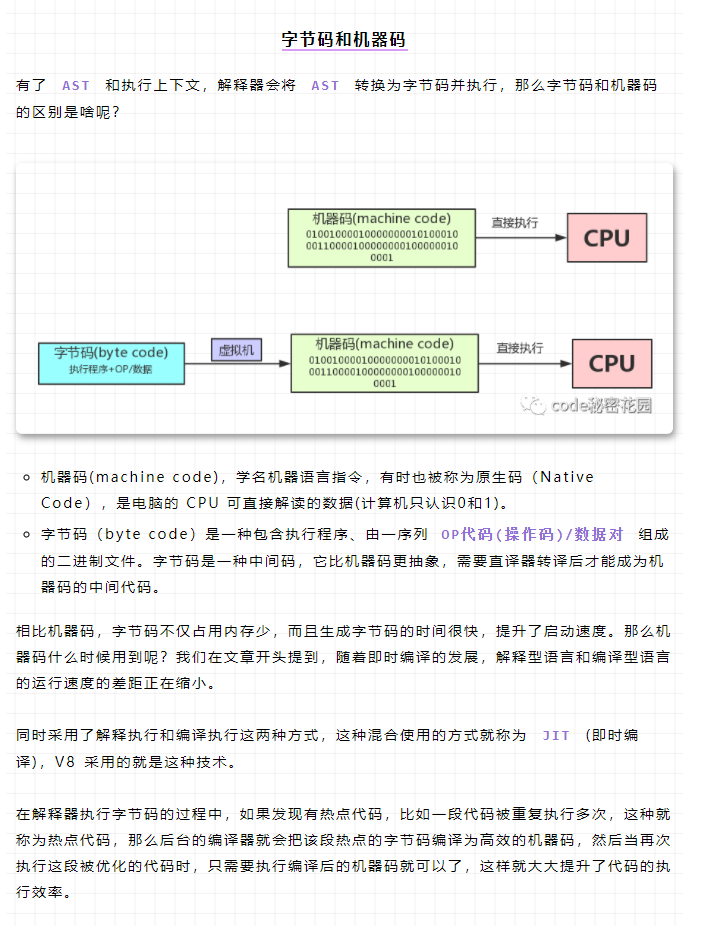 字节码和机器码
有了 AST 和执行上下文，解释器会将 AST 转换为字节码并执行，那么字节码和机器码
的区别是啥呢？
机器码(machine code)
01001000010000000010100010
0011000010000000010000010
0001
直接执行
CPU
字节码(byte code)
执行程序+OP/数据
虚拟机
机器码(machine code)
01001000010000000010100010
0011000010000000010000010
0001
直接执行
CPU
code秘密花园
机器码(machine code)，学名机器语言指令，有时也被称为原生码（Native
Code），是电脑的 CPU 可直接解读的数据(计算机只认识0和1)。
字节码（byte code）是一种包含执行程序、由一序列 OP代码(操作码)/数据对 组成
的二进制文件。字节码是一种中间码，它比机器码更抽象，需要直译器转译后才能成为机
器码的中间代码。
相比机器码，字节码不仅占用内存少，而且生成字节码的时间很快，提升了启动速度。那么机
器码什么时候用到呢？我们在文章开头提到，随着即时编译的发展，解释型语言和编译型语言
的运行速度的差距正在缩小。
同时采用了解释执行和编译执行这两种方式，这种混合使用的方式就称为 JIT (即时编
译)，V8 采用的就是这种技术。
在解释器执行字节码的过程中，如果发现有热点代码，比如一段代码被重复执行多次，这种就
称为热点代码，那么后台的编译器就会把该段热点的字节码编译为高效的机器码，然后当再次
执行这段被优化的代码时，只需要执行编译后的机器码就可以了，这样就大大提升了代码的执
行效率。